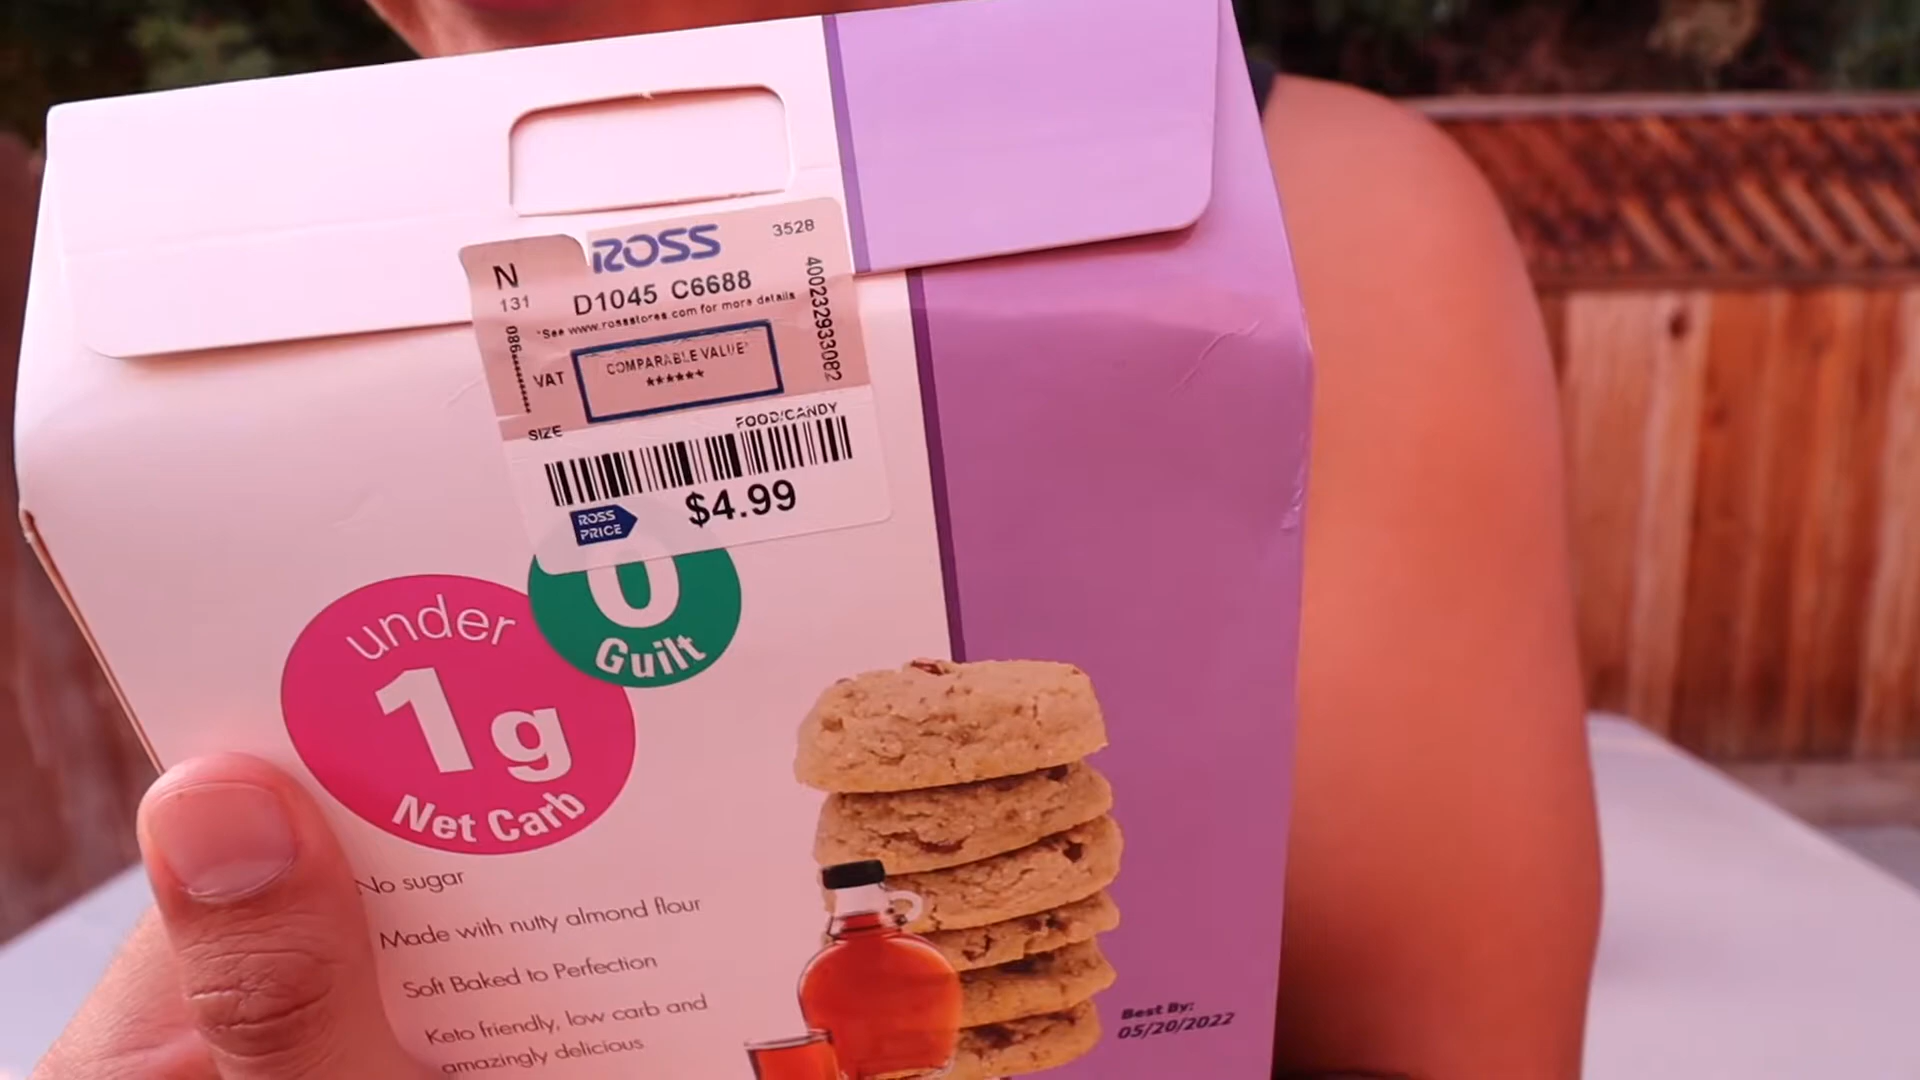 ROSS
3528
N
131
D1045 C6688
*See www.rossstores.com for more details
400232933082
VAT
COMPARABLE VALUE*
******
SIZE
FOOD/CANDY
ROSS
PRICE
$4.99
0
Guilt
under
1g
Net Carb
No sugar
Made with nutty almond flour
Soft Baked to Perfection
Keto friendly, low carb and
amazingly delicious
Best By:
05/20/2022